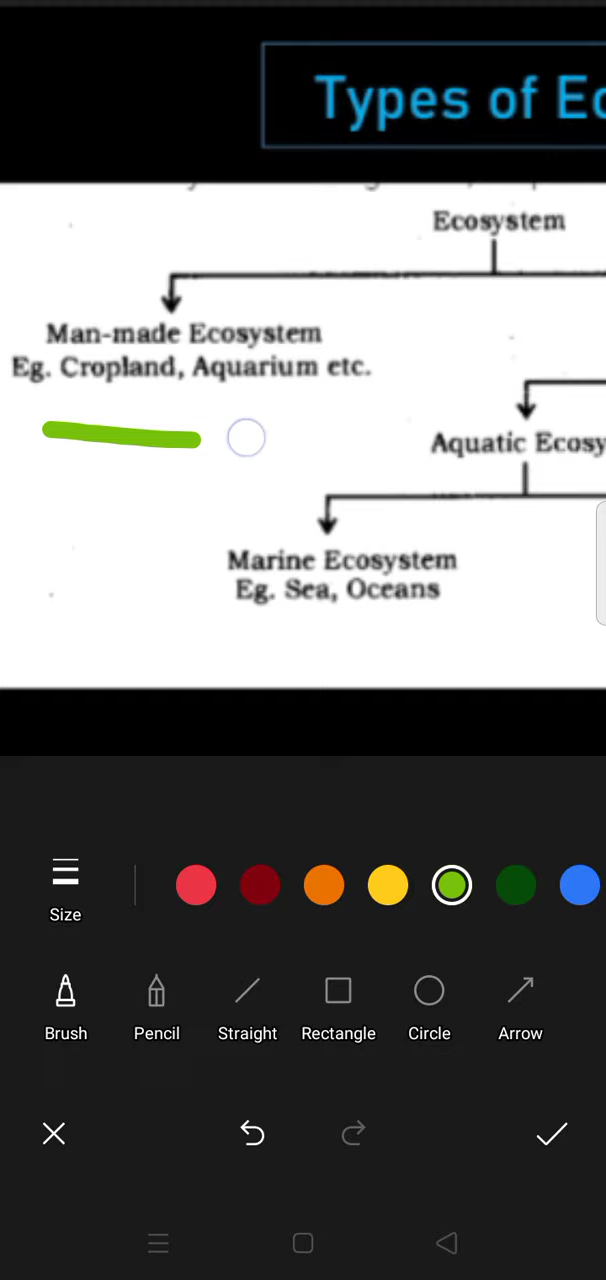 Types of Ec
Ecosystem
Man-made Ecosystem
Eg. Cropland, Aquarium etc.
Aquatic Ecosy
Marine Ecosystem
Eg. Sea, Oceans
Size
Brush Pencil Straight Rectangle Circle Arrow